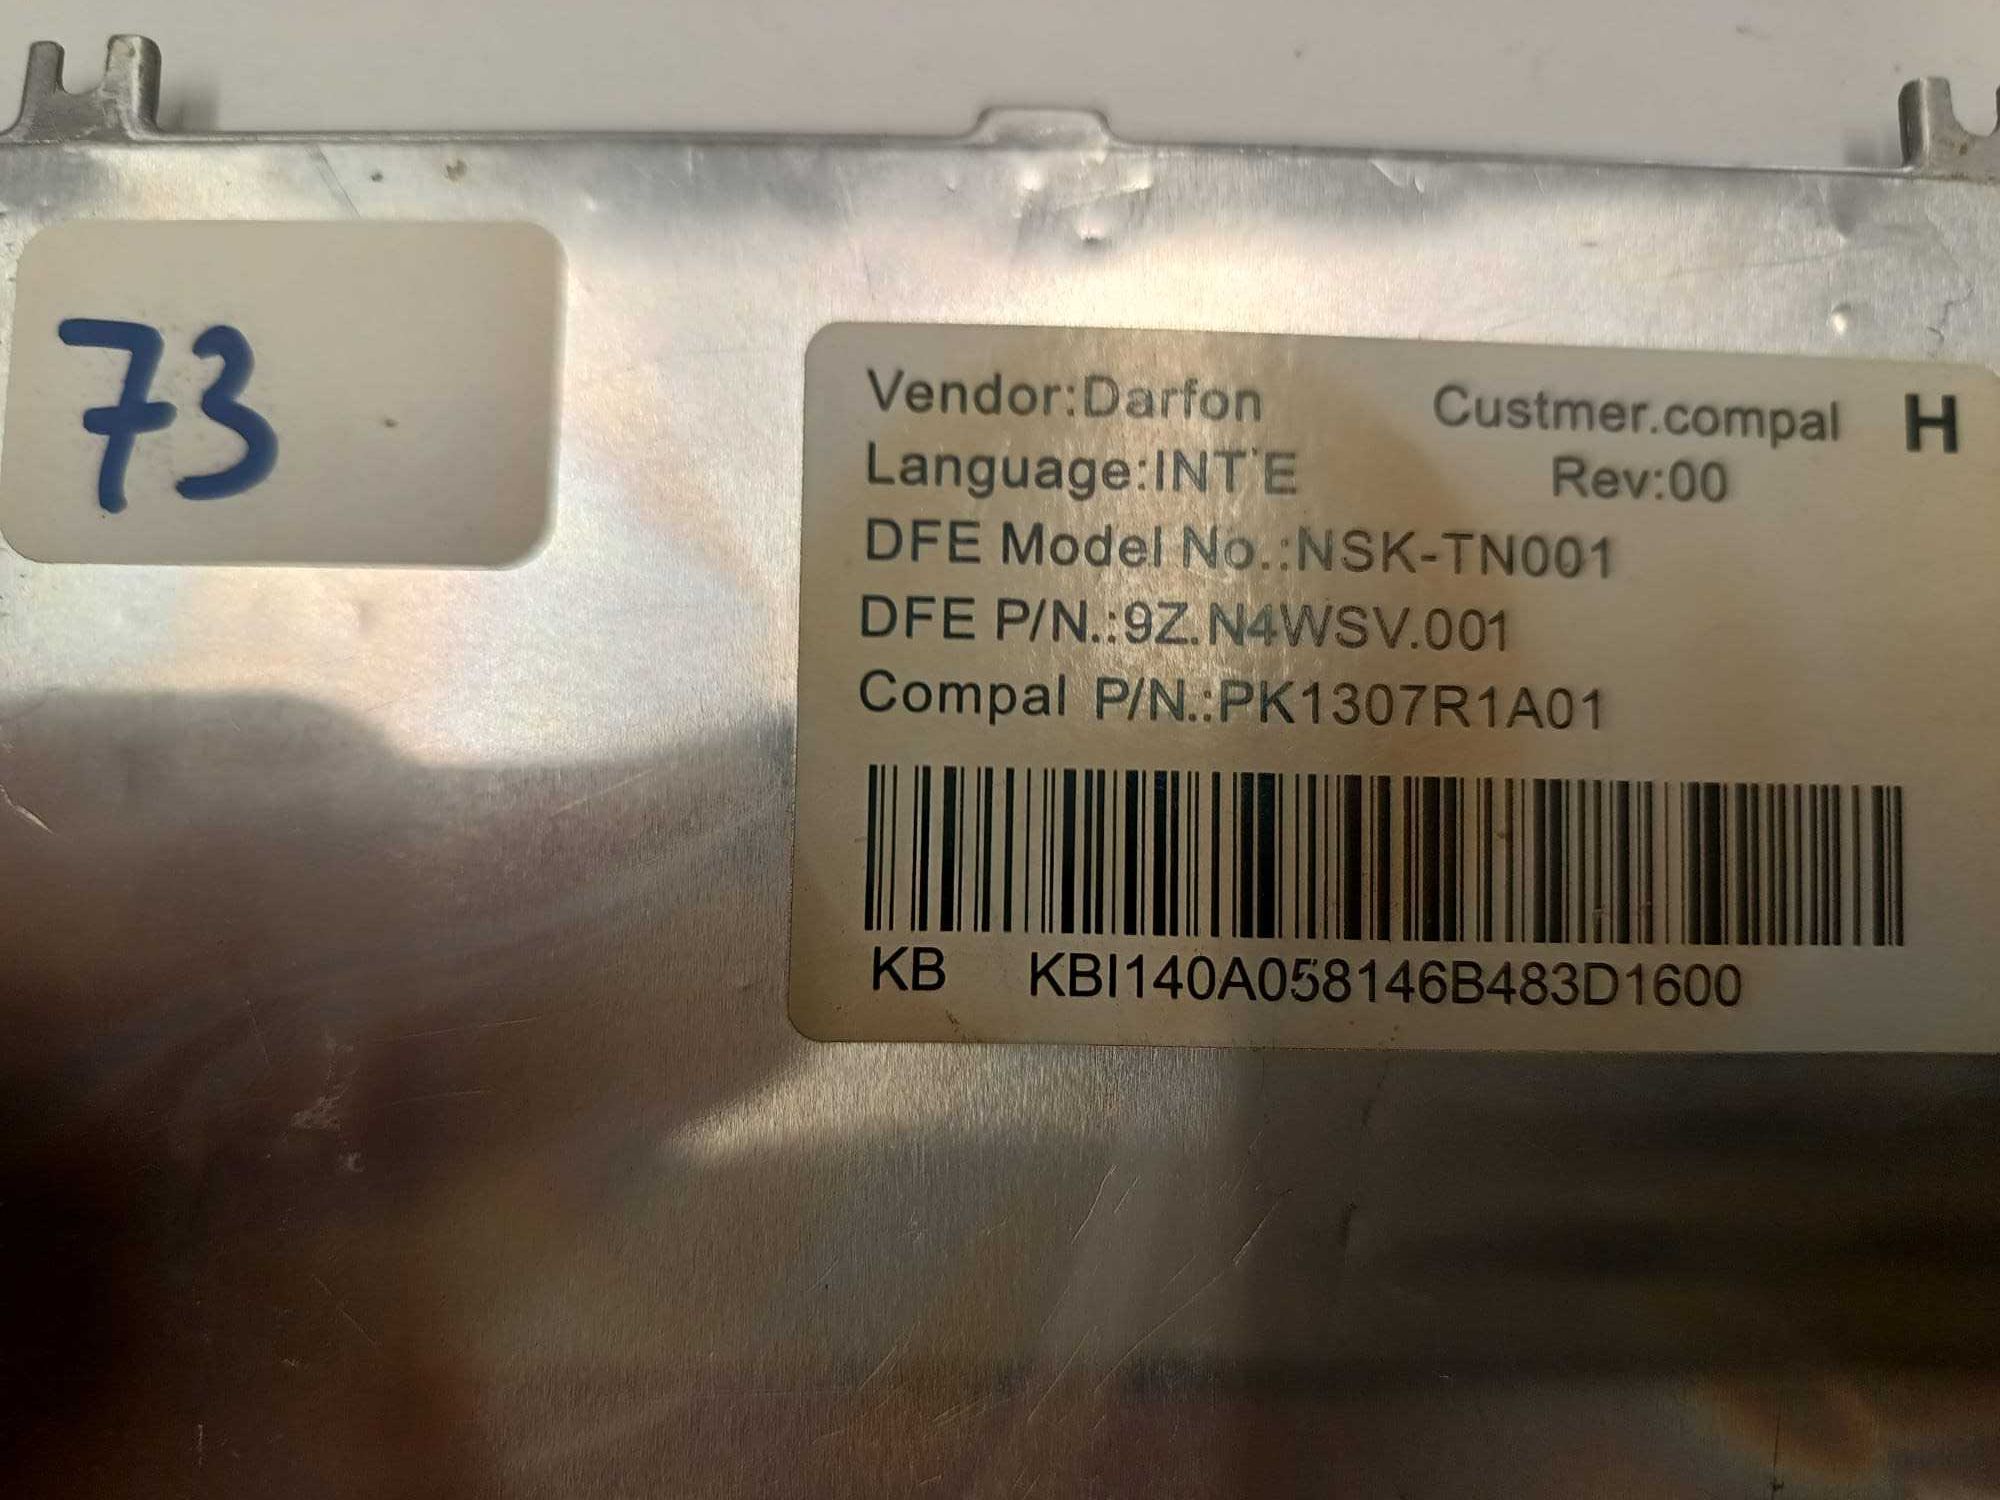 73
Vendor:Darfon Custmer.compal H
Language:INT'E Rev:00
DFE Model No.:NSK-TN001
DFE P/N.:9Z.N4WSV.001
Compal P/N.:PK1307R1A01
KB KBI140A058146B483D1600